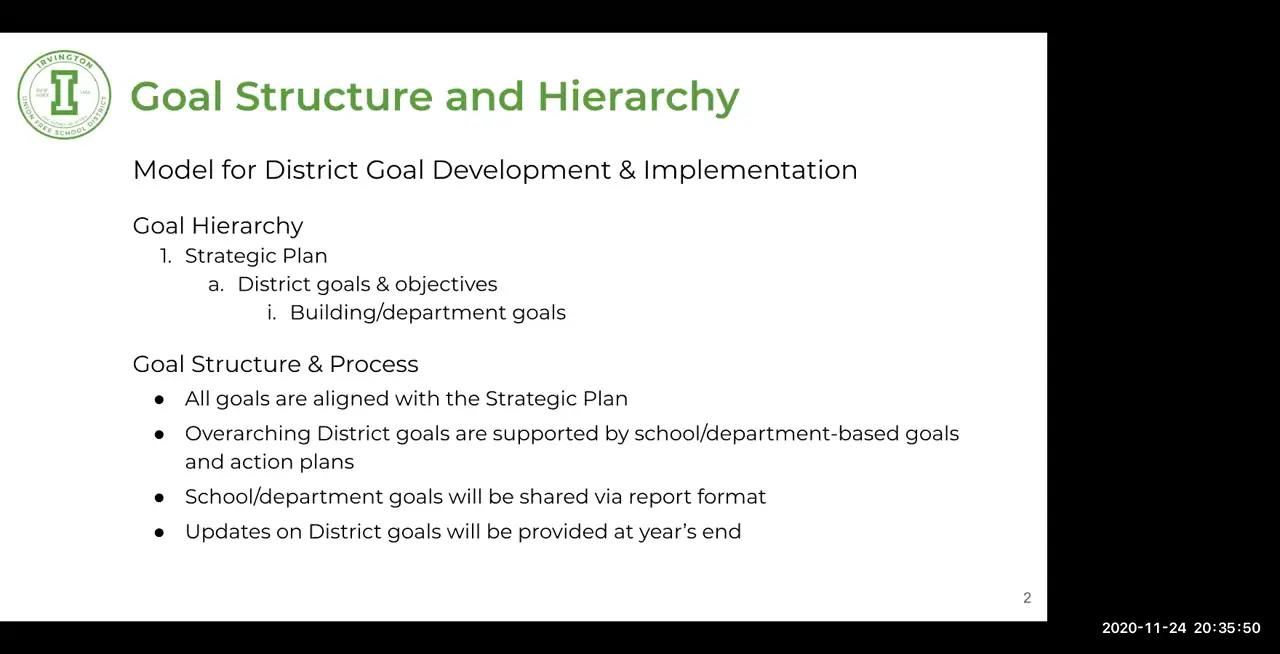 IRVINGTON
I
UNION FREE SCHOOL DISTRICT
Goal Structure and Hierarchy
Model for District Goal Development & Implementation
Goal Hierarchy
1. Strategic Plan
a. District goals & objectives
i. Building/department goals
Goal Structure & Process
● All goals are aligned with the Strategic Plan
● Overarching District goals are supported by school/department-based goals
and action plans
● School/department goals will be shared via report format
● Updates on District goals will be provided at year’s end
2
2020-11-24 20:35:50